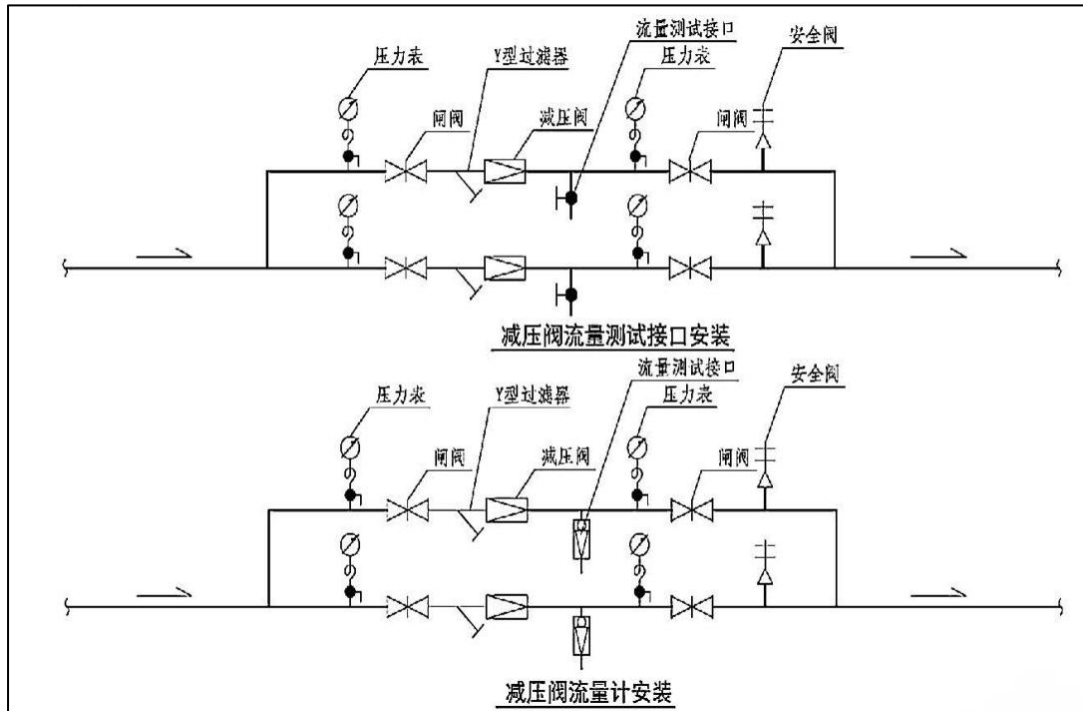 流量测试接口
安全阀
压力表
Y型过滤器
压力表
闸阀
减压阀
闸阀
减压阀流量测试接口安装
流量测试接口
安全阀
压力表
Y型过滤器
压力表
闸阀
减压阀
闸阀
减压阀流量计安装